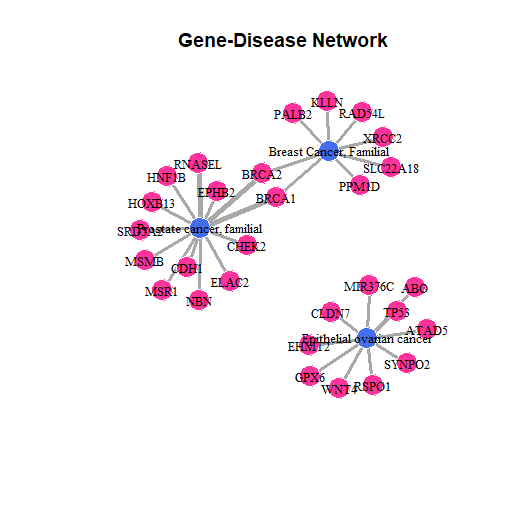 Gene-Disease Network
KLLN
PALB2
RAD54L
XRCC2
Breast Cancer, Familial
SLC22A18
PPM1D
RNASEL
BRCA2
HNF1B
EPHB2
BRCA1
HOXB13
Prostate cancer, familial
CHEK2
MSMB
CDH1
ELAC2
MSR1
NBN
MIR376C
ABO
CLDN7
TP53
ATAD5
Epithelial ovarian cancer
EHMT2
SYNPO2
GPX6
WNT4
RSPO1